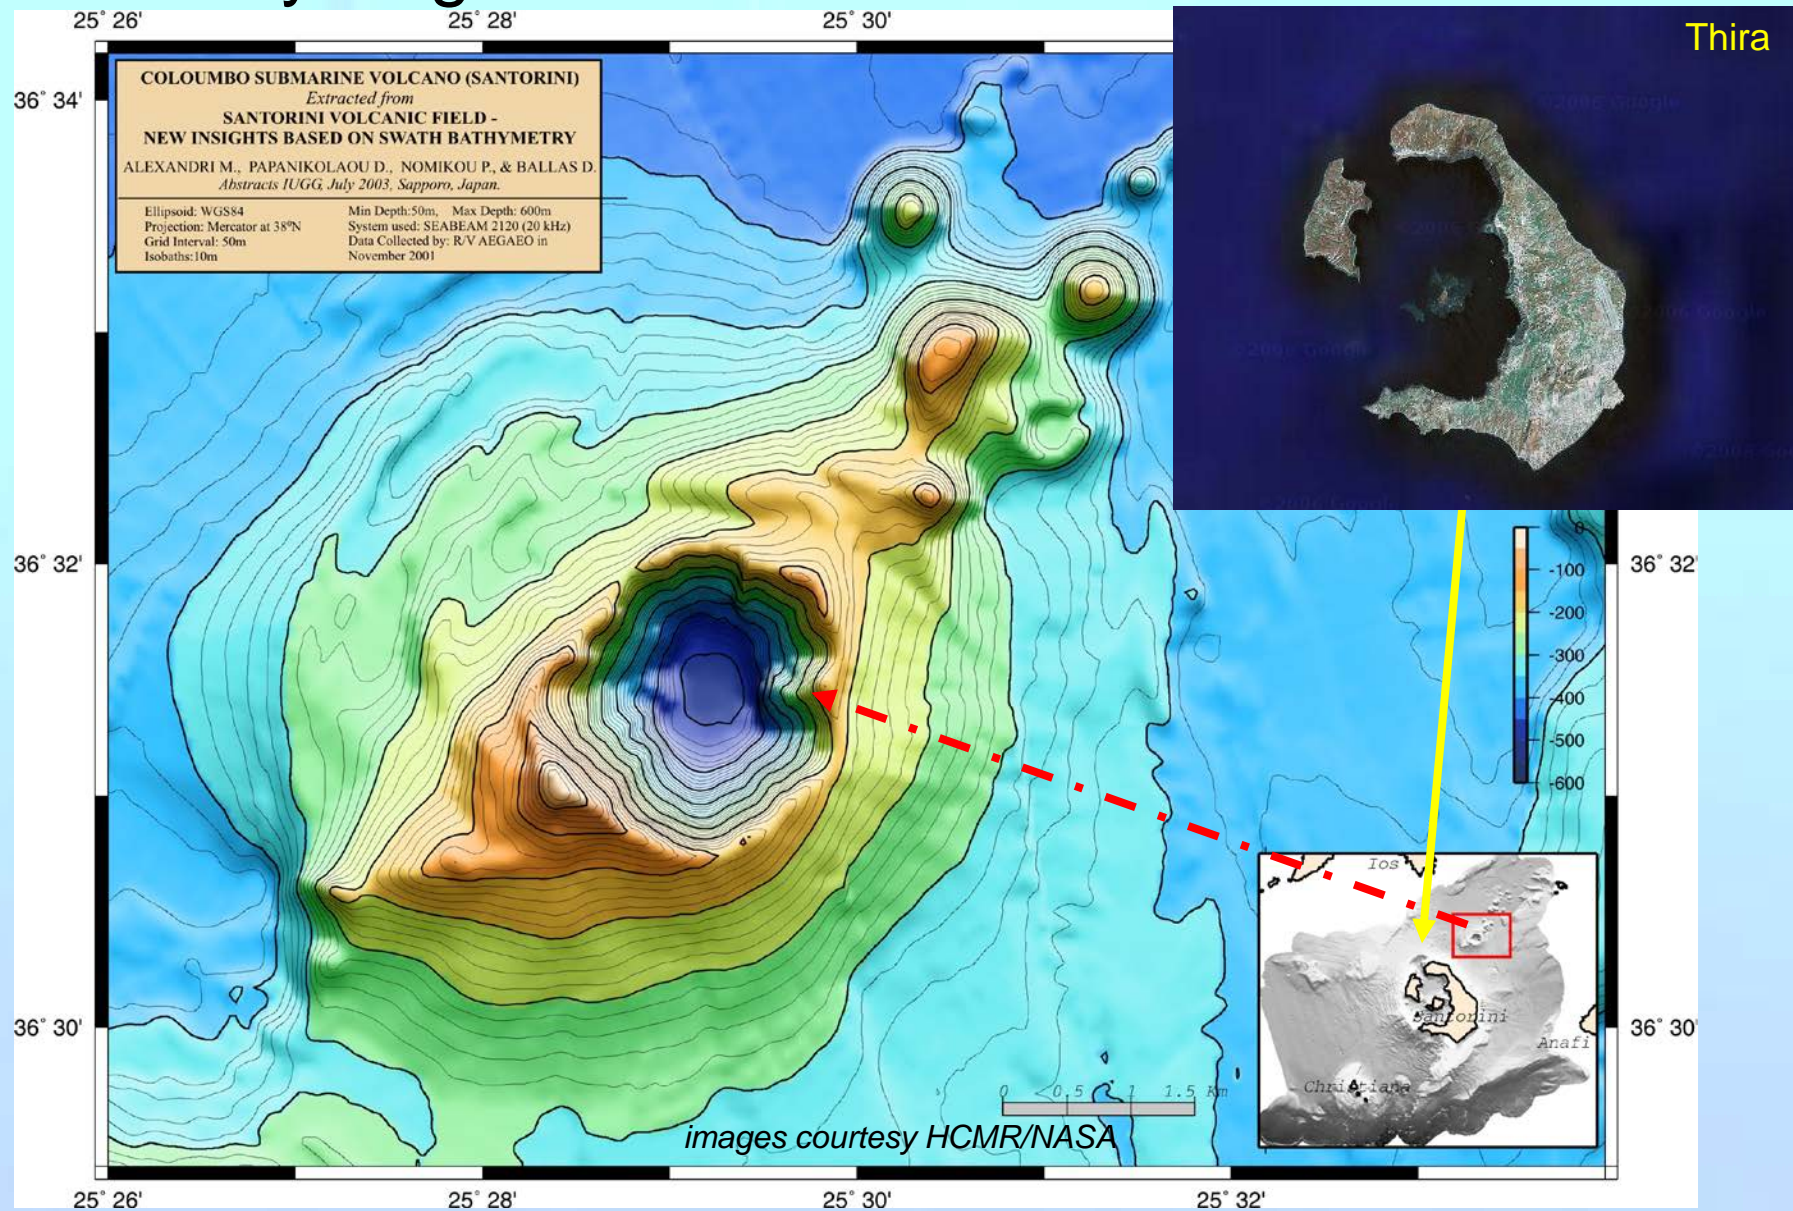 25° 26'
25° 28'
25° 30'
Thira
COLOUMBO SUBMARINE VOLCANO (SANTORINI)
Extracted from
SANTORINI VOLCANIC FIELD -
NEW INSIGHTS BASED ON SWATH BATHYMETRY
ALEXANDRI M., PAPANIKOLAOU D., NOMIKOU P., & BALLAS D.
Abstracts IUGG, July 2003, Sapporo, Japan.
Ellipsoid: WGS84
Projection: Mercator at 38°N
Grid Interval: 50m
Isobaths:10m
Min Depth:50m, Max Depth: 600m
System used: SEABEAM 2120 (20 kHz)
Data Collected by: R/V AEGAEO in
November 2001
36° 34'
©2006 Google
36° 32'
36° 32'
0
-100
-200
-300
-400
-500
-600
Ios
Santorini
Anafi
Christiana
36° 30'
36° 30'
0 0.5 1 1.5 Km
images courtesy HCMR/NASA
25° 26'
25° 28'
25° 30'
25° 32'